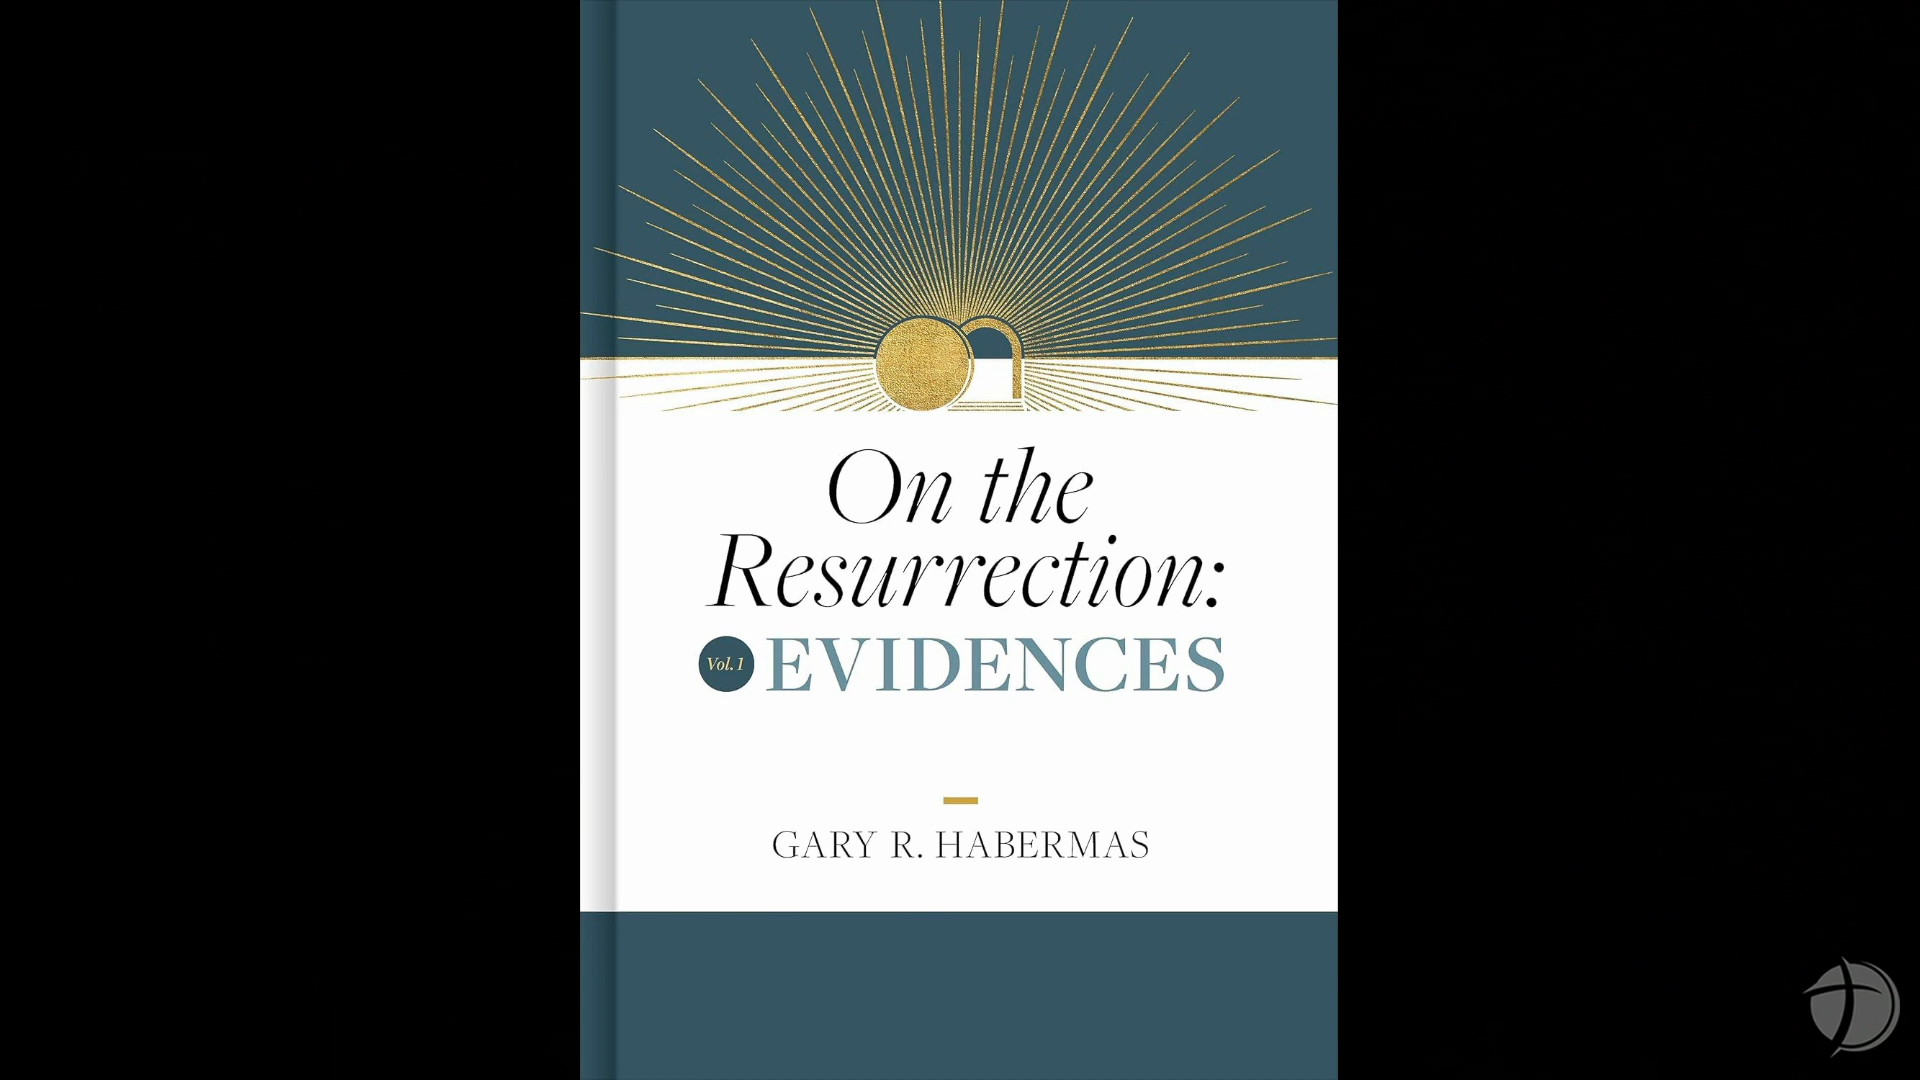 On the
Resurrection:
Vol. 1 EVIDENCES
GARY R. HABERMAS